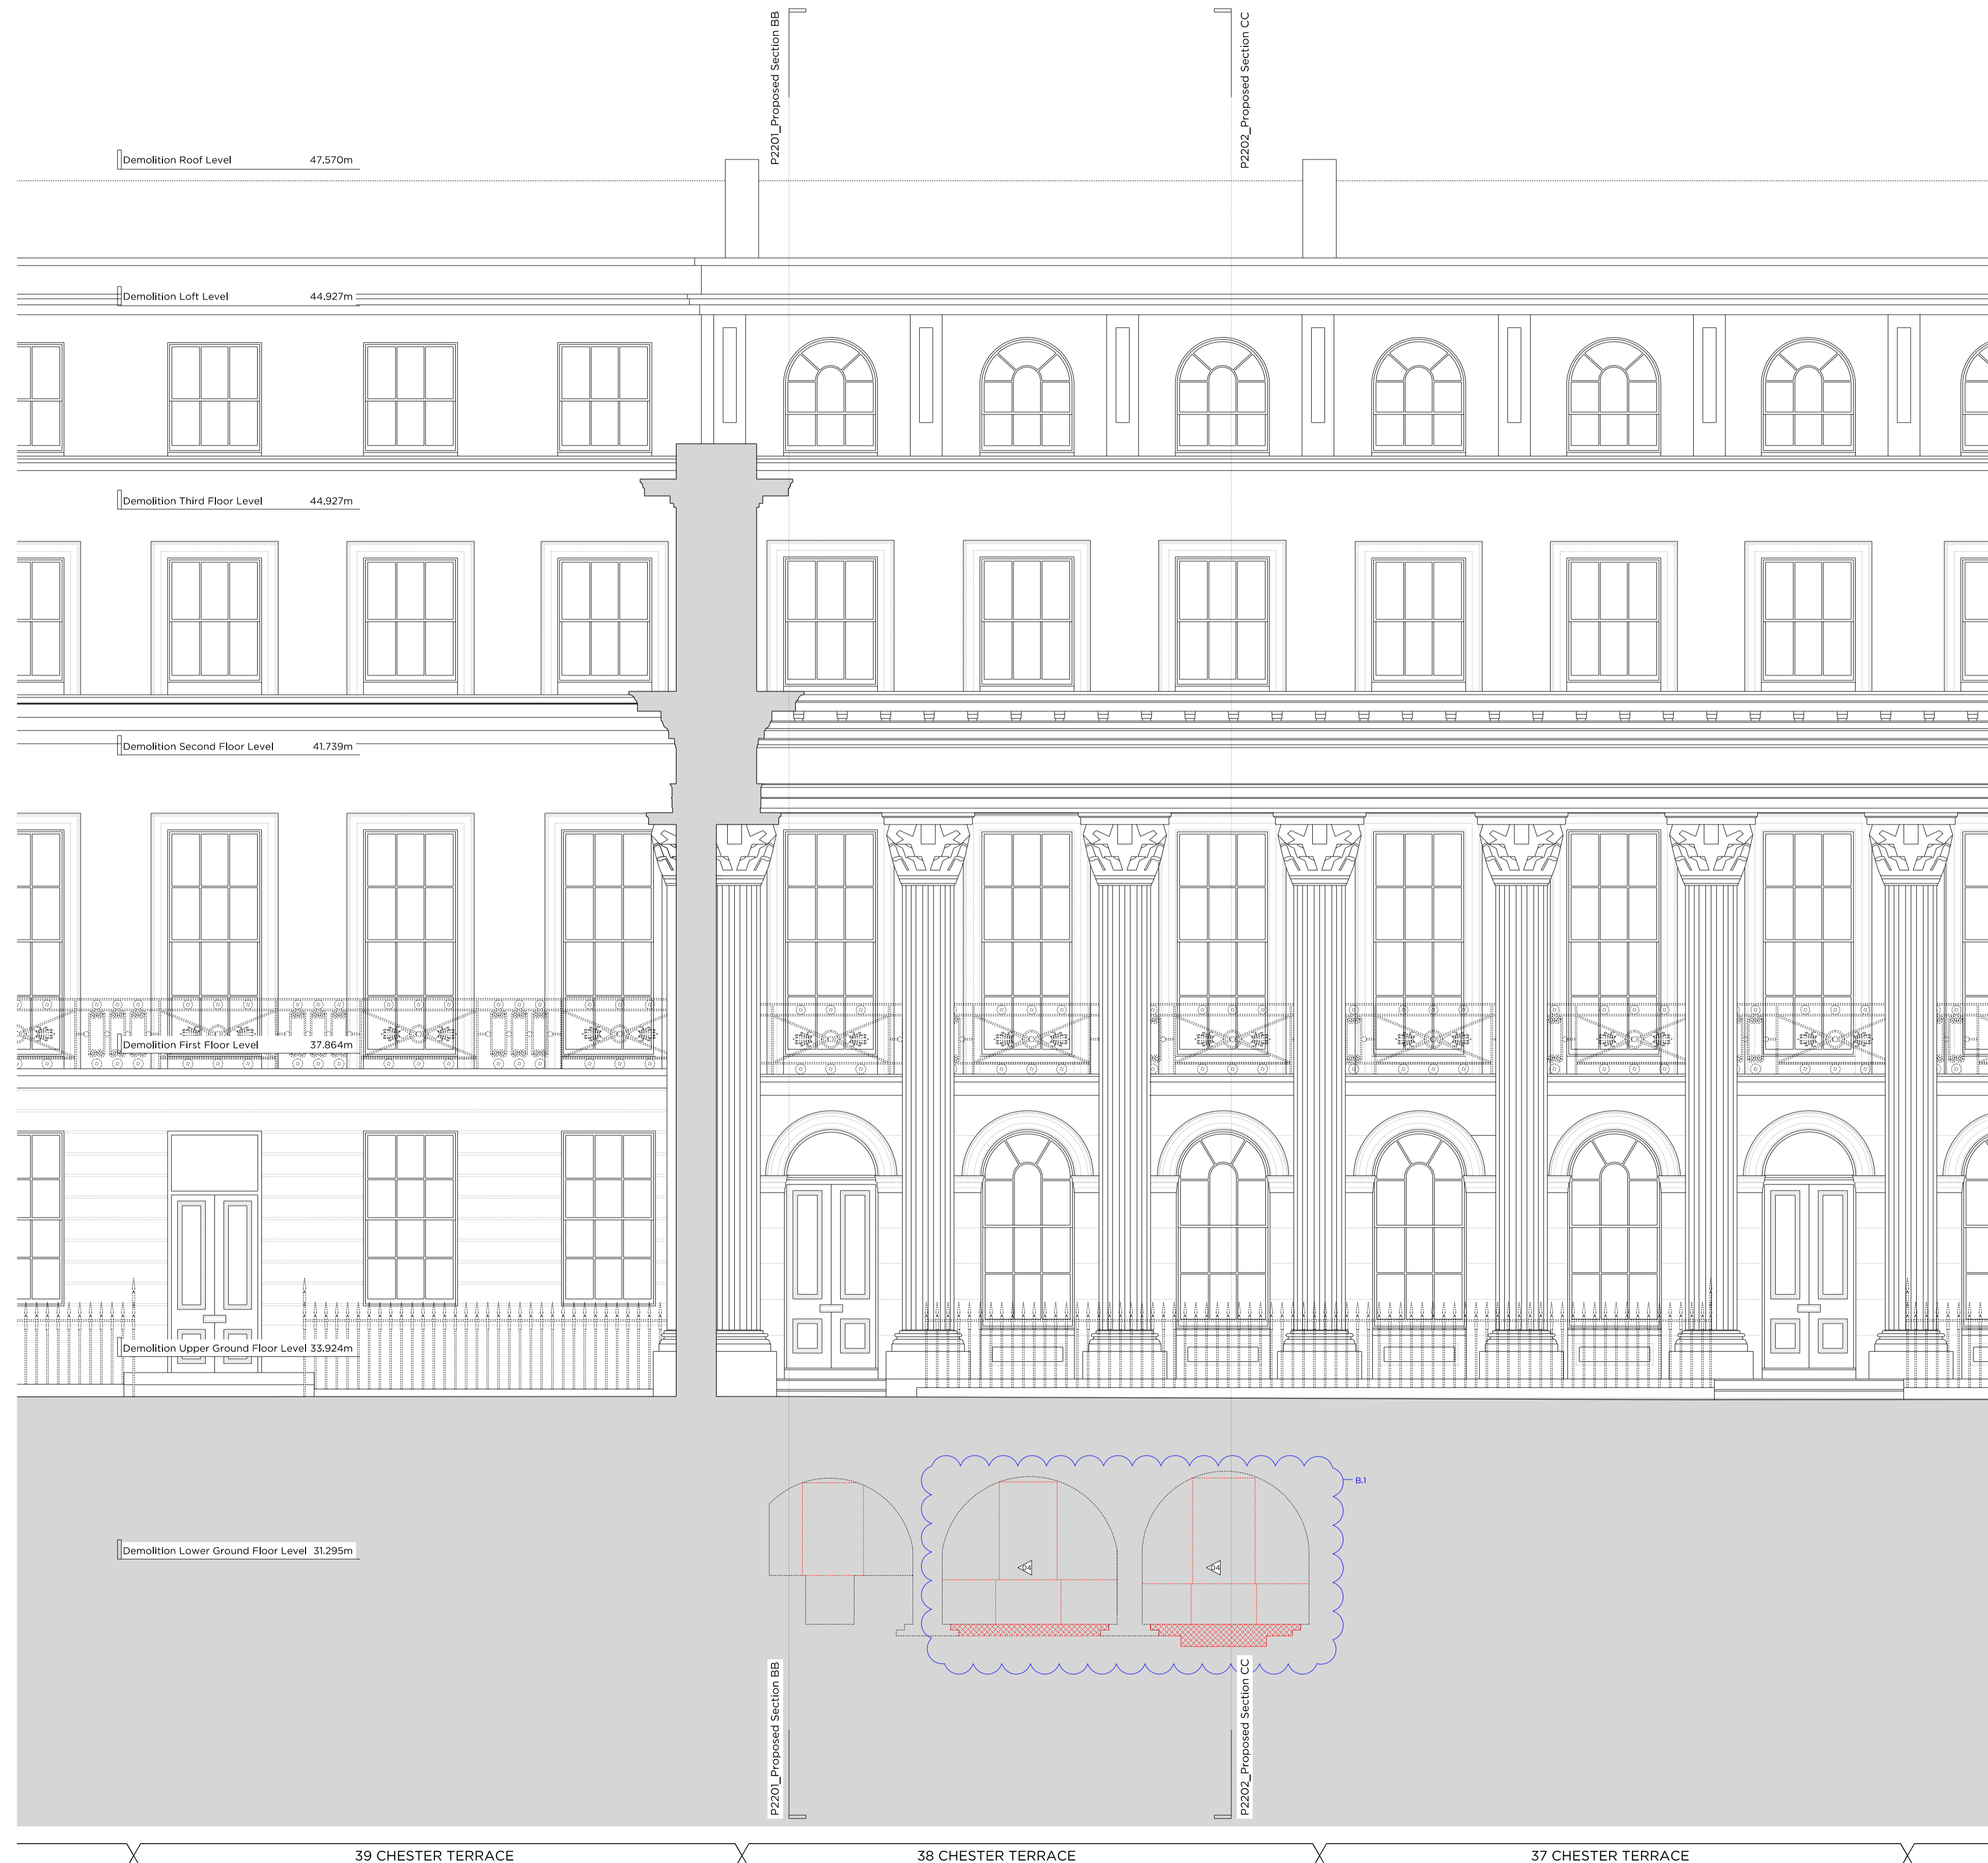 P2201_Proposed Section BB
P2202_Proposed Section CC
Demolition Roof Level 47.570m
Demolition Loft Level 44.927m
Demolition Third Floor Level 44.927m
Demolition Second Floor Level 41.739m
Demolition First Floor Level 37.864m
Demolition Upper Ground Floor Level 33.924m
B.1
Demolition Lower Ground Floor Level 31.295m
D4
D4
P2201_Proposed Section BB
P2202_Proposed Section CC
39 CHESTER TERRACE
38 CHESTER TERRACE
37 CHESTER TERRACE